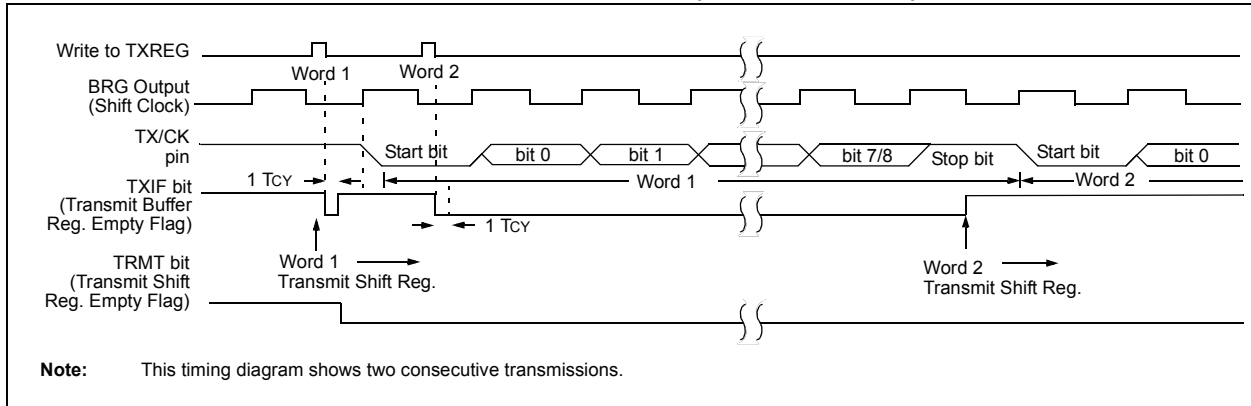 Write to TXREG
Word 1
Word 2
BRG Output
(Shift Clock)
TX/CK
pin
Start bit
bit 0
bit 1
bit 7/8
Stop bit
Start bit
bit 0
1 TCY
Word 1
Word 2
TXIF bit
(Transmit Buffer
Reg. Empty Flag)
1 TCY
Word 1
Transmit Shift Reg.
Word 2
Transmit Shift Reg.
TRMT bit
(Transmit Shift
Reg. Empty Flag)
Note: This timing diagram shows two consecutive transmissions.